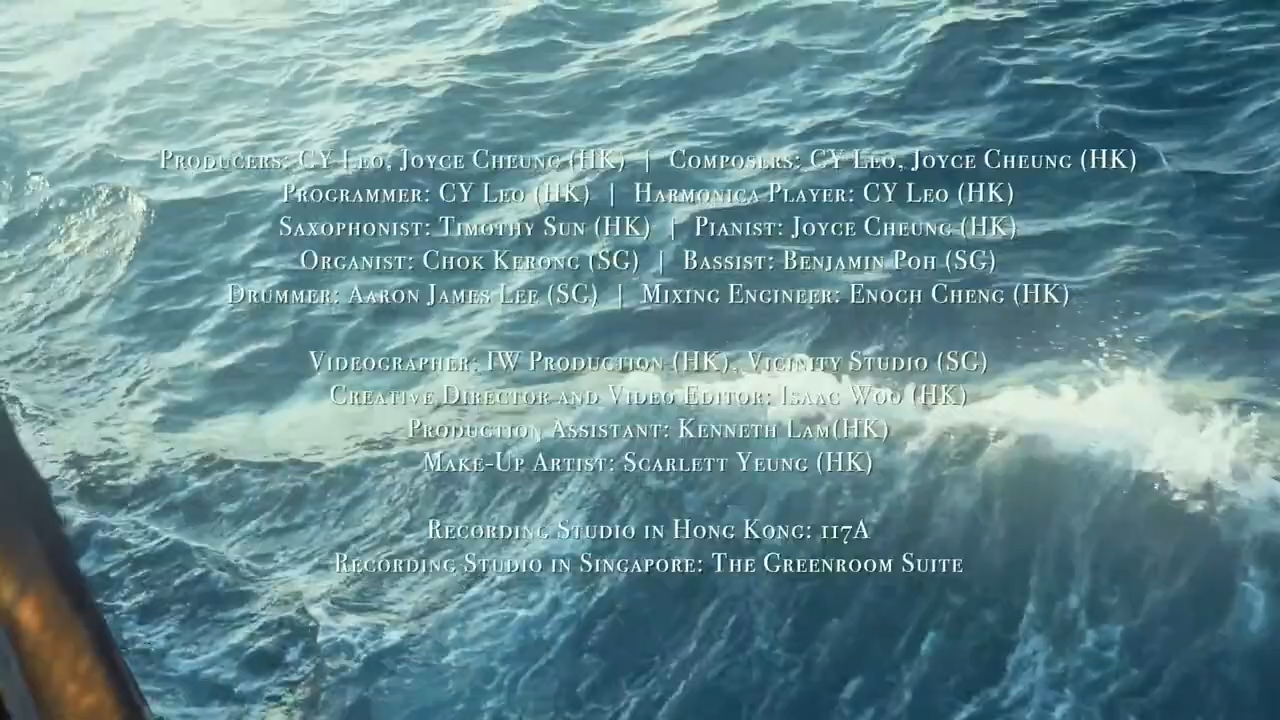 Producers: CY Leo, Joyce Cheung (HK) | Composers: CY Leo, Joyce Cheung (HK)
Programmer: CY Leo (HK) | Harmonica Player: CY Leo (HK)
Saxophonist: Timothy Sun (HK) | Pianist: Joyce Cheung (HK)
Organist: Chok Kerong (SG) | Bassist: Benjamin Poh (SG)
Drummer: Aaron James Lee (SG) | Mixing Engineer: Enoch Cheng (HK)
Videographer: IW Production (HK), Vicinity Studio (SG)
Creative Director and Video Editor: Isaac Woo (HK)
Production Assistant: Kenneth Lam(HK)
Make-Up Artist: Scarlett Yeung (HK)
Recording Studio in Hong Kong: 117A
Recording Studio in Singapore: The Greenroom Suite